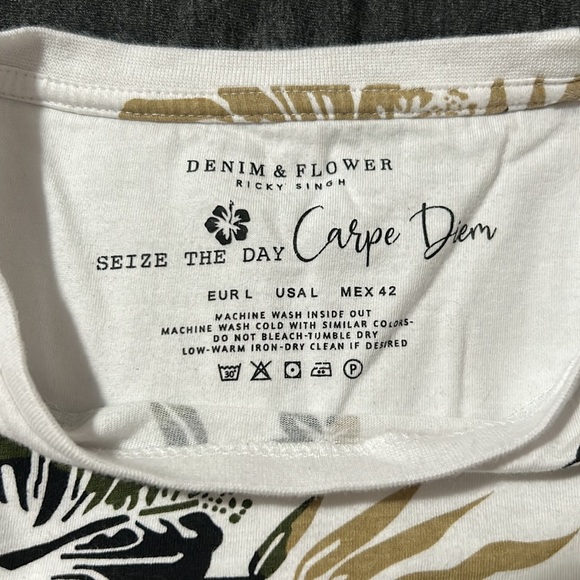 DENIM & FLOWER
RICKY SINGH
SEIZE THE DAY Carpe Diem
EUR L USA L MEX 42
MACHINE WASH INSIDE OUT
MACHINE WASH COLD WITH SIMILAR COLORS-
DO NOT BLEACH-TUMBLE DRY
LOW-WARM IRON-DRY CLEAN IF DESIRED
30° P